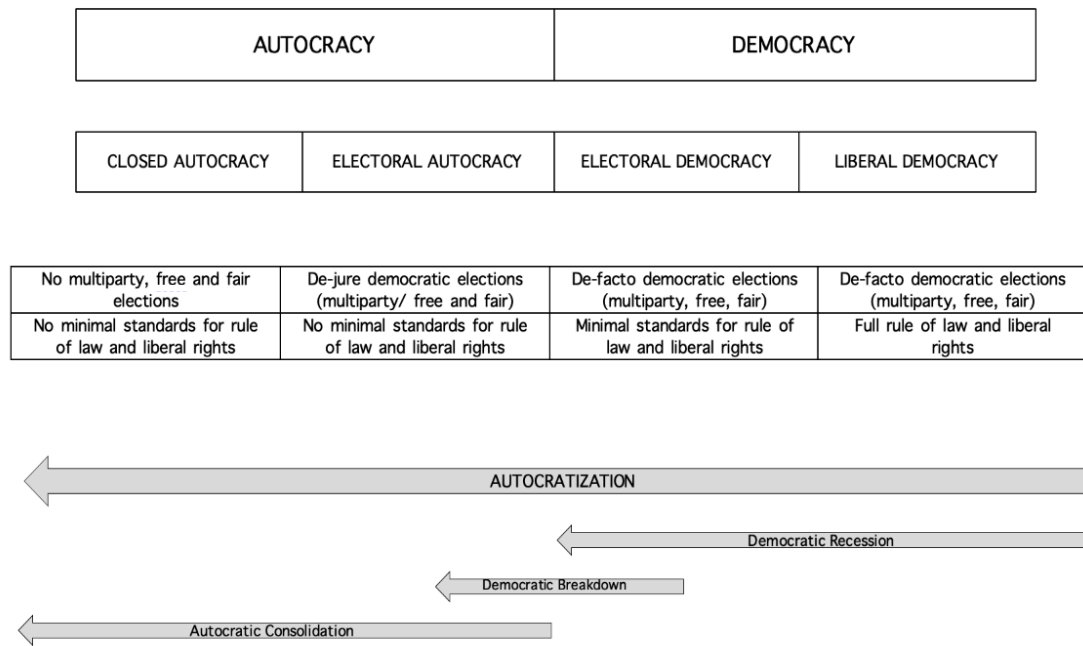 AUTOCRACY
DEMOCRACY
CLOSED AUTOCRACY
ELECTORAL AUTOCRACY
ELECTORAL DEMOCRACY
LIBERAL DEMOCRACY
No multiparty, free and fair
elections
De-jure democratic elections
(multiparty/ free and fair)
De-facto democratic elections
(multiparty, free, fair)
De-facto democratic elections
(multiparty, free, fair)
No minimal standards for rule
of law and liberal rights
No minimal standards for rule
of law and liberal rights
Minimal standards for rule of
law and liberal rights
Full rule of law and liberal
rights
AUTOCRATIZATION
Democratic Recession
Democratic Breakdown
Autocratic Consolidation